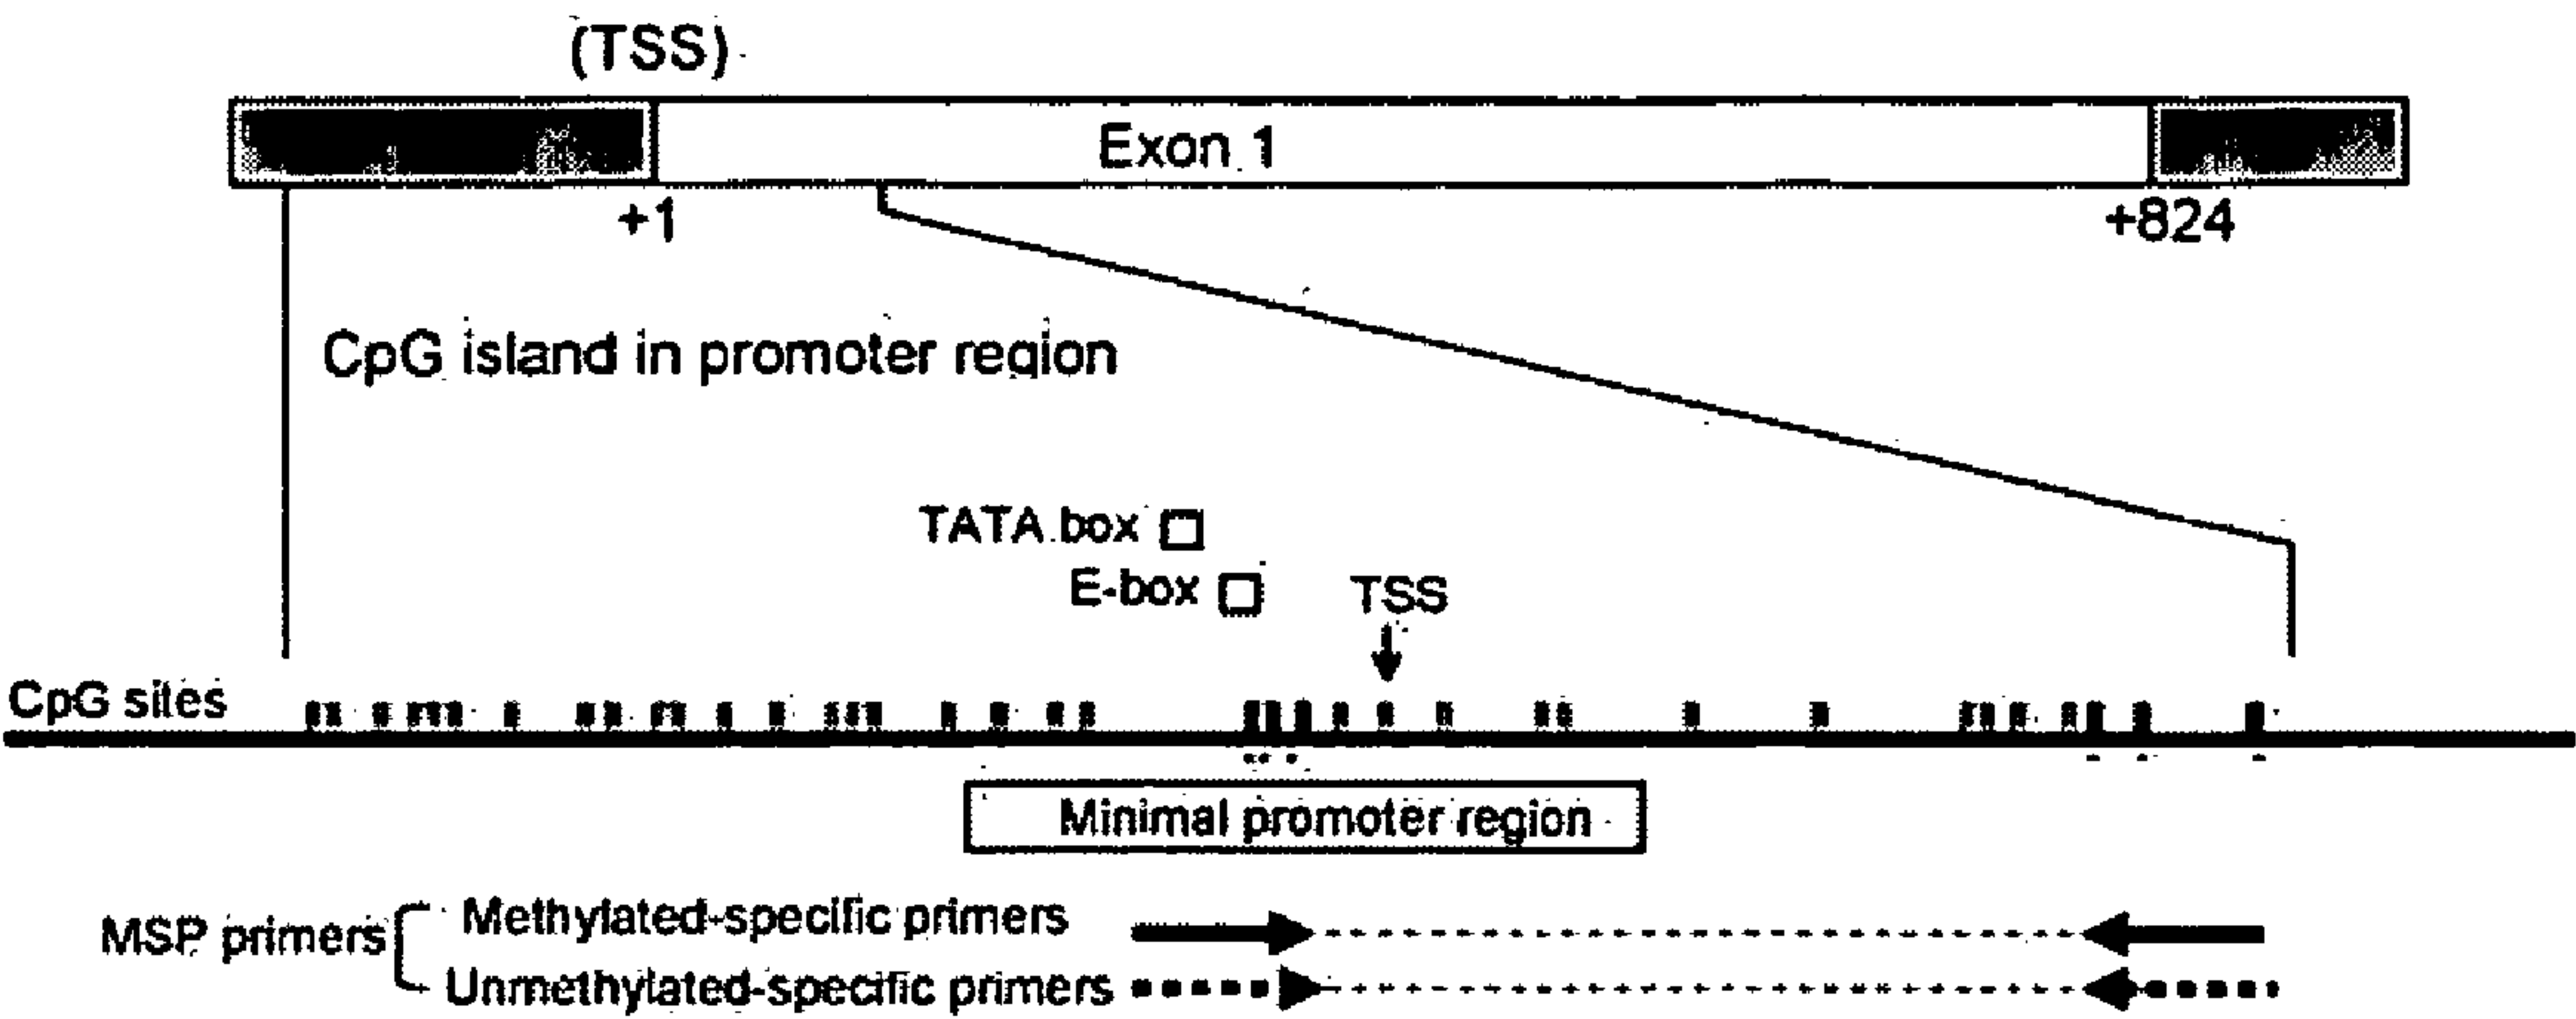 (TSS)
Exon 1
+1
+824
CpG island in promoter region
TATA box
E-box
TSS
CpG sites
Minimal promoter region
MSP primers
Methylated-specific primers
Unmethylated-specific primers